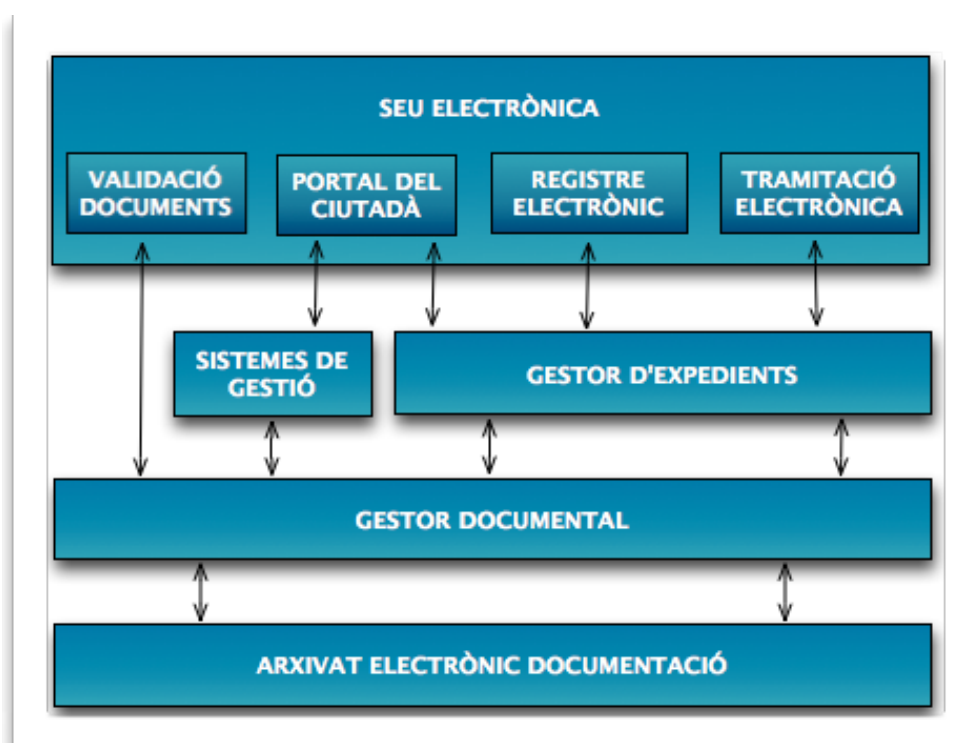 SEU ELECTRÒNICA
VALIDACIÓ
DOCUMENTS
PORTAL DEL
CIUTADÀ
REGISTRE
ELECTRÒNIC
TRAMITACIÓ
ELECTRÒNICA
SISTEMES DE
GESTIÓ
GESTOR D'EXPEDIENTS
GESTOR DOCUMENTAL
ARXIVAT ELECTRÒNIC DOCUMENTACIÓ